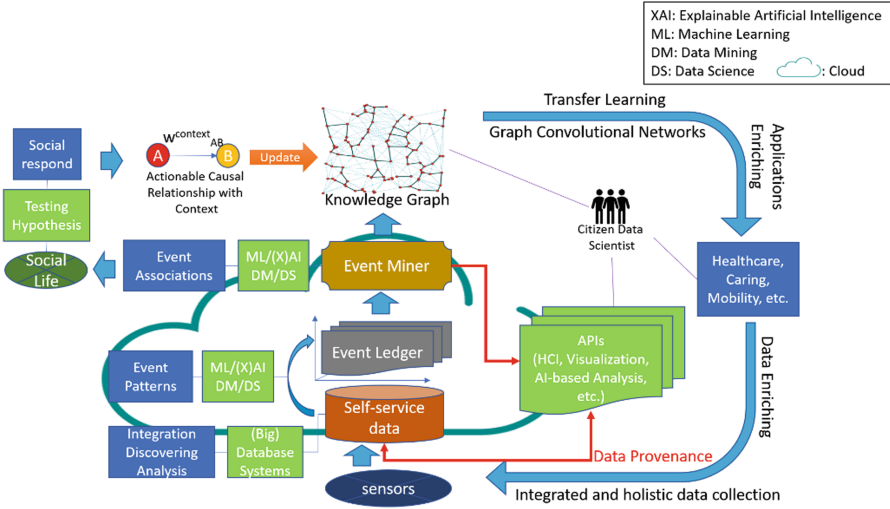 XAI: Explainable Artificial Intelligence
ML: Machine Learning
DM: Data Mining
DS: Data Science
: Cloud
Transfer Learning
Graph Convolutional Networks
Applications
Enriching
Social
respond
W context AB
A
B
Update
Actionable Causal
Relationship with
Context
Knowledge Graph
Testing
Hypothesis
Citizen Data
Scientist
Social
Life
Event
Associations
ML/(X)AI
DM/DS
Event Miner
Healthcare,
Caring,
Mobility, etc.
Event Ledger
APIs
(HCI, Visualization,
AI-based Analysis,
etc.)
Event
Patterns
ML/(X)AI
DM/DS
Data Enriching
Self-service
data
Integration
Discovering
Analysis
(Big)
Database
Systems
Data Provenance
sensors
Integrated and holistic data collection